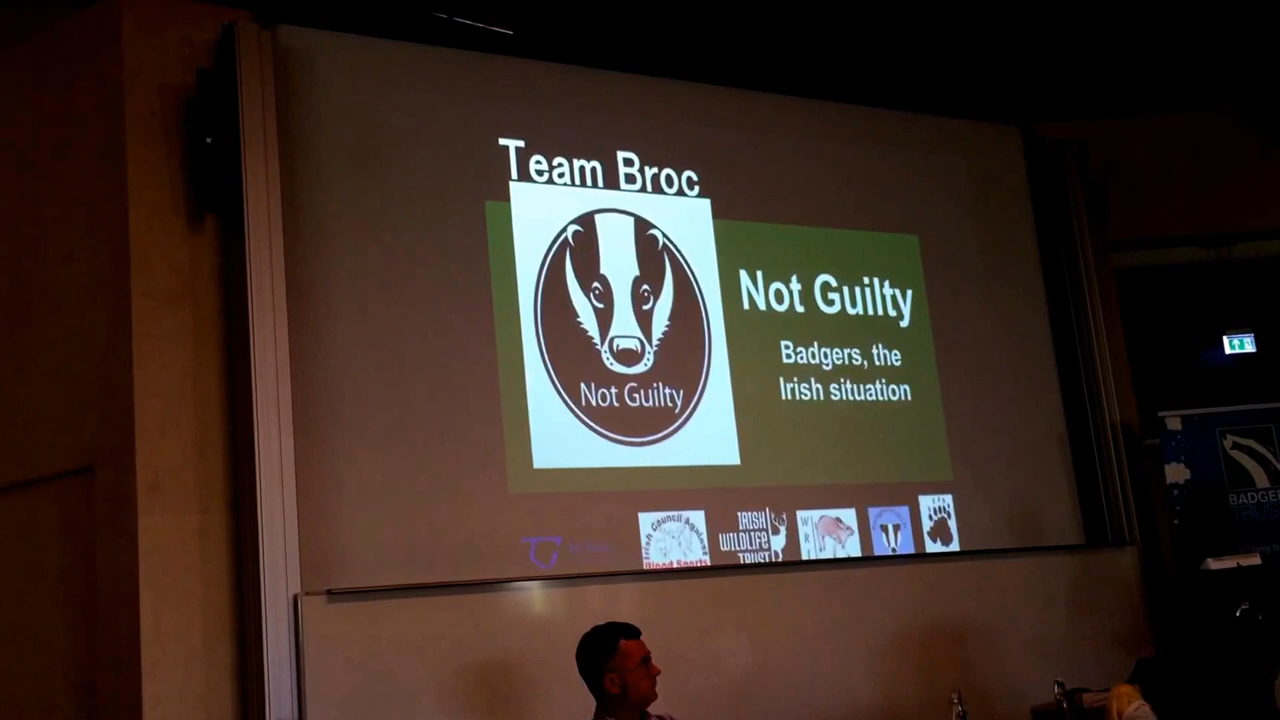 Team Broc
Not Guilty
Not Guilty
Badgers, the
Irish situation
Irish Council Against
Blood Sports
IRISH
WILDLIFE
TRUST
W
R
BADGER
TRUST